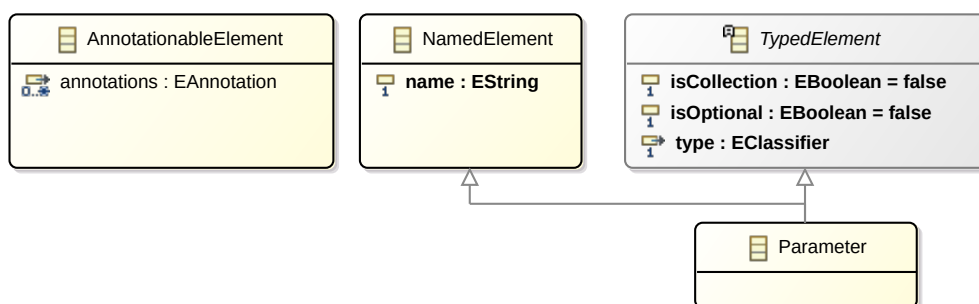 AnnotationableElement
annotations : EAnnotation
0..*
NamedElement
name : EString
1
TypedElement
isCollection : EBoolean = false
1
isOptional : EBoolean = false
1
type : EClassifier
1
Parameter